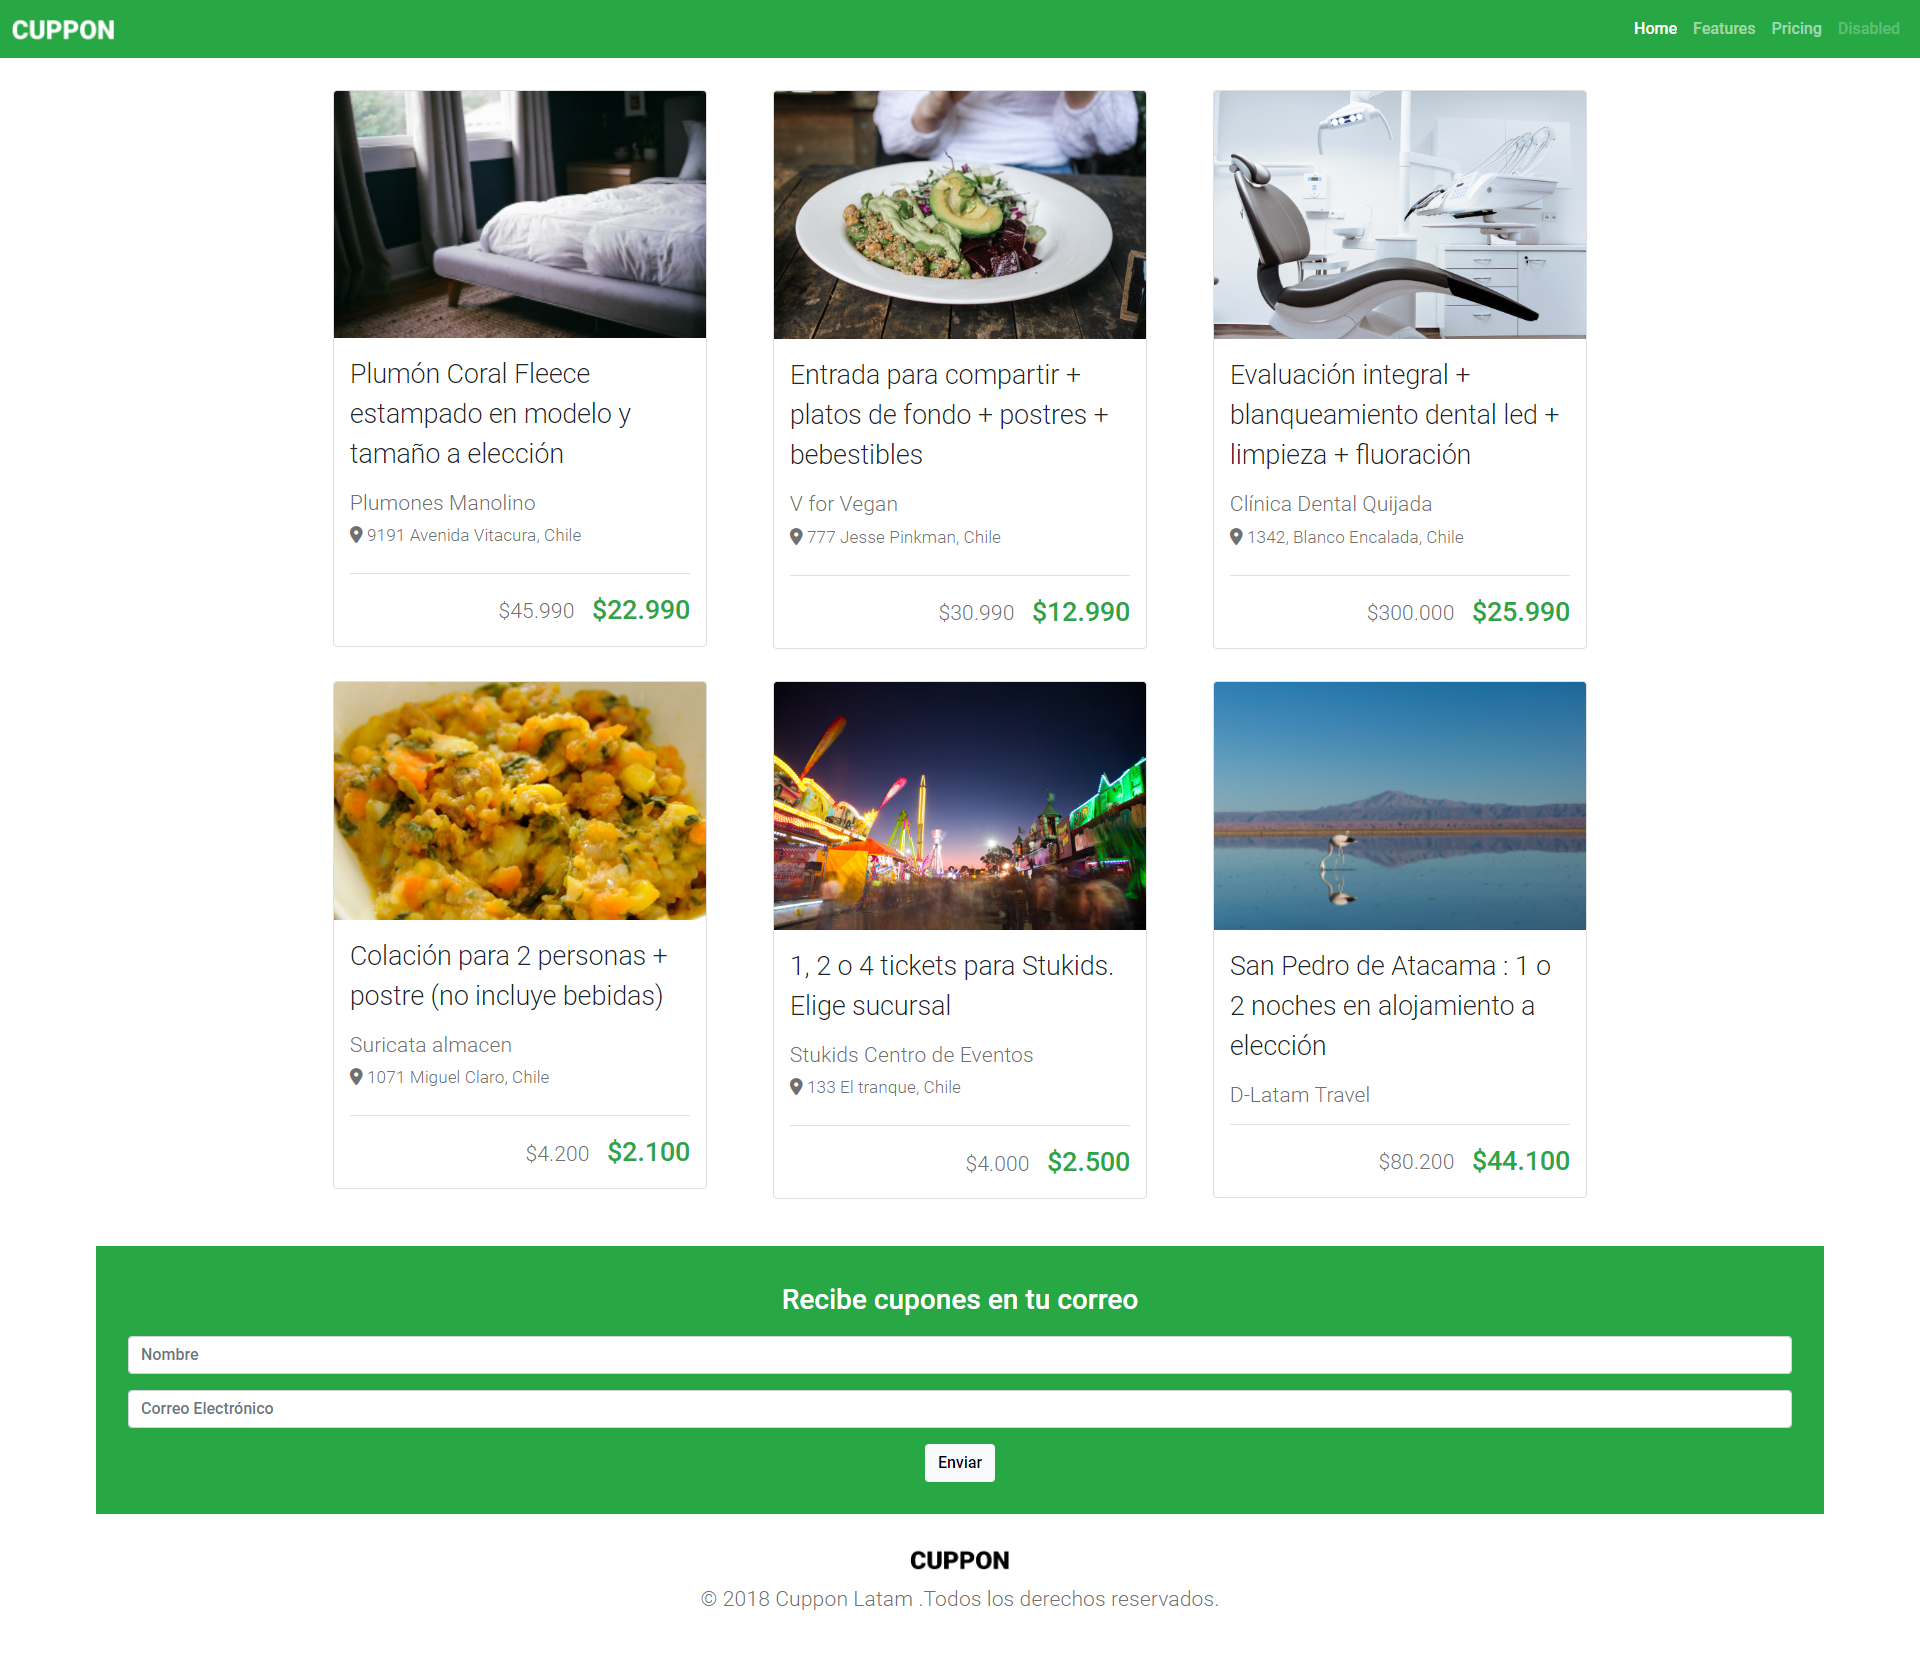 CUPPON
Home Features Pricing Disabled
Plumón Coral Fleece
estampado en modelo y
tamaño a elección
Plumones Manolino
9191 Avenida Vitacura, Chile
$45.990 $22.990
Entrada para compartir +
platos de fondo + postres +
bebestibles
V for Vegan
777 Jesse Pinkman, Chile
$30.990 $12.990
Evaluación integral +
blanqueamiento dental led +
limpieza + fluoración
Clínica Dental Quijada
1342, Blanco Encalada, Chile
$300.000 $25.990
Colación para 2 personas +
postre (no incluye bebidas)
Suricata almacen
1071 Miguel Claro, Chile
$4.200 $2.100
1, 2 o 4 tickets para Stukids.
Elige sucursal
Stukids Centro de Eventos
133 El tranque, Chile
$4.000 $2.500
San Pedro de Atacama : 1 o
2 noches en alojamiento a
elección
D-Latam Travel
$80.200 $44.100
Recibe cupones en tu correo
Nombre
Correo Electrónico
Enviar
CUPPON
© 2018 Cuppon Latam .Todos los derechos reservados.